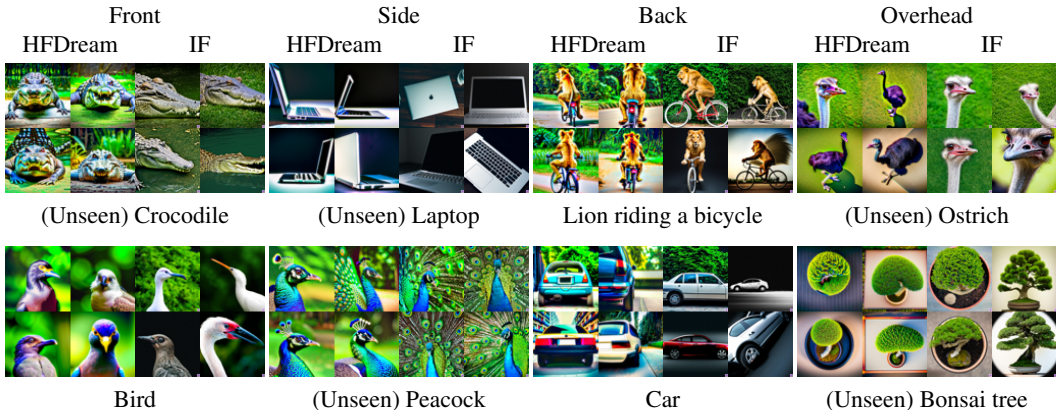 Front Side Back Overhead
HFDream IF HFDream IF HFDream IF HFDream IF
(Unseen) Crocodile (Unseen) Laptop Lion riding a bicycle (Unseen) Ostrich
Bird (Unseen) Peacock Car (Unseen) Bonsai tree